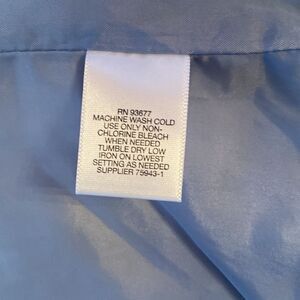 RN 93677
MACHINE WASH COLD
USE ONLY NON-
CHLORINE BLEACH
WHEN NEEDED
TUMBLE DRY LOW
IRON ON LOWEST
SETTING AS NEEDED
SUPPLIER 75943-1